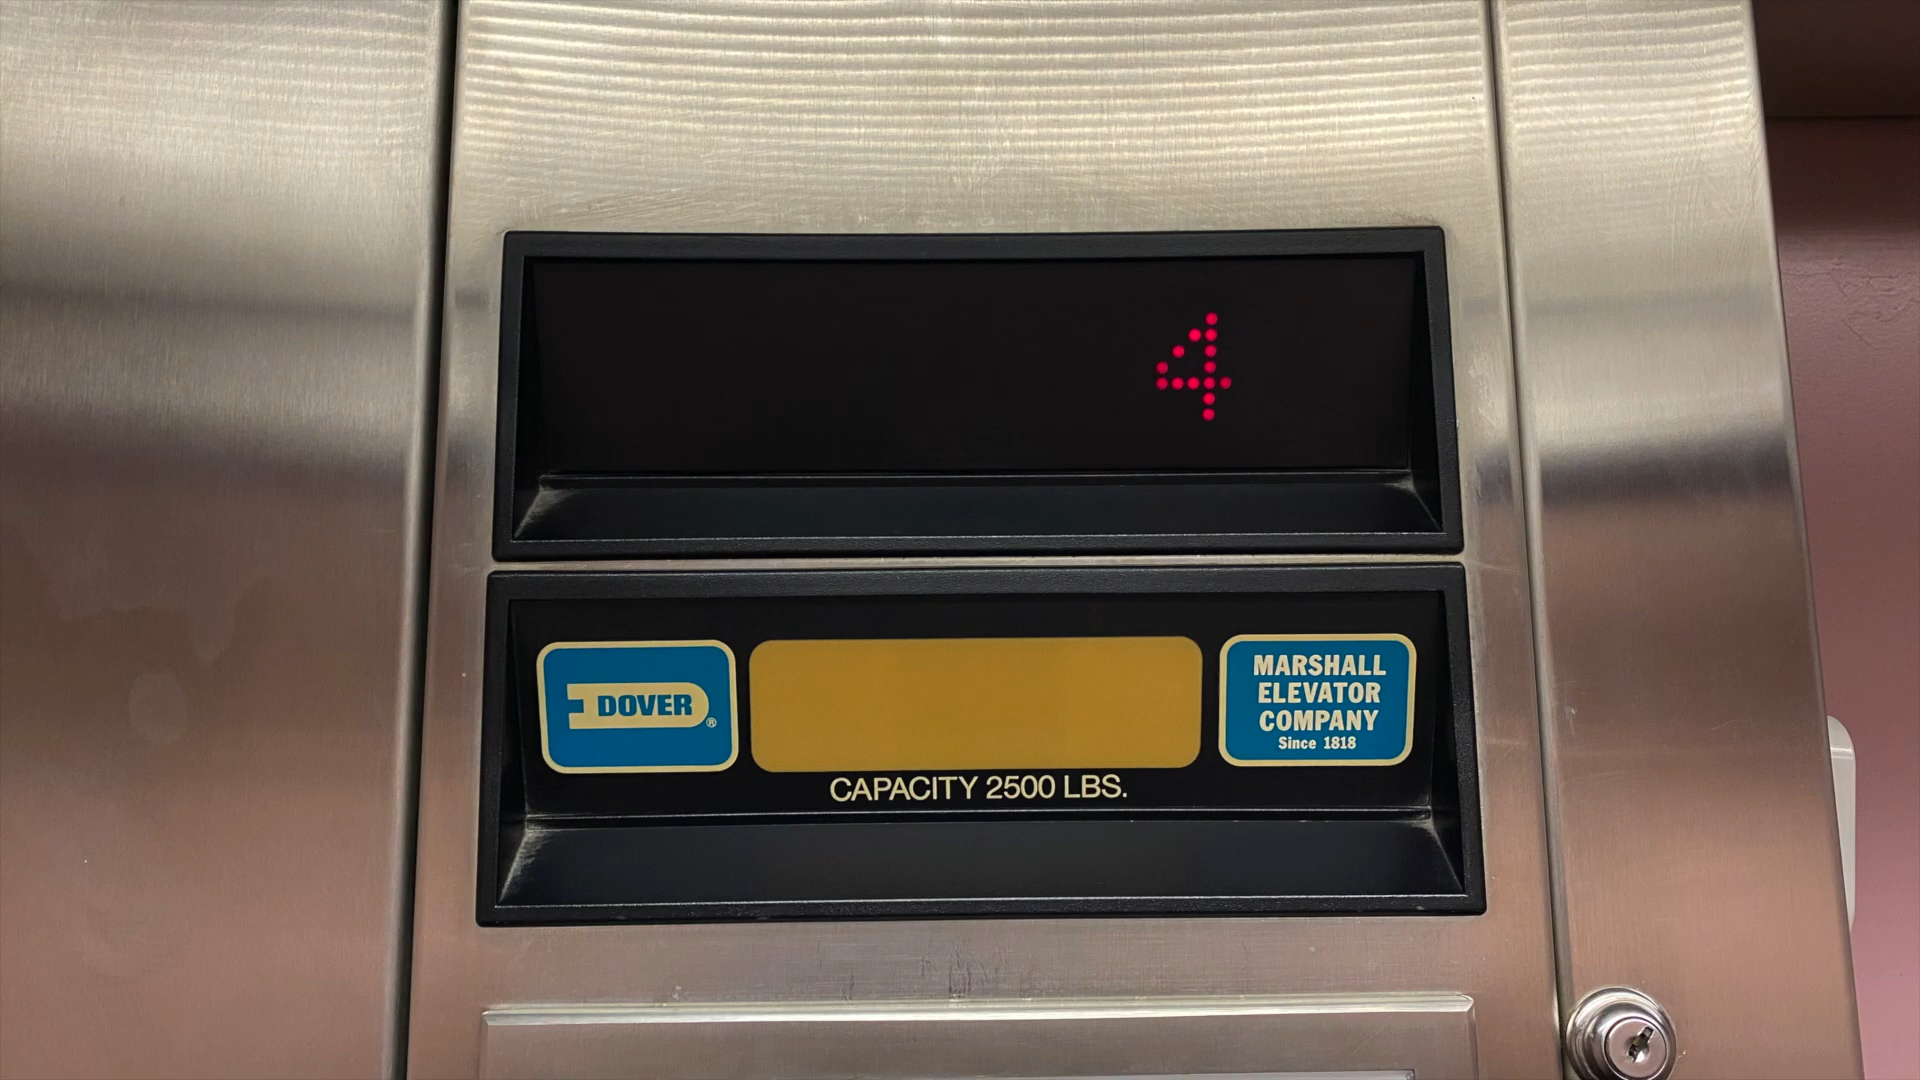 4
DOVER®
MARSHALL
ELEVATOR
COMPANY
Since 1818
CAPACITY 2500 LBS.